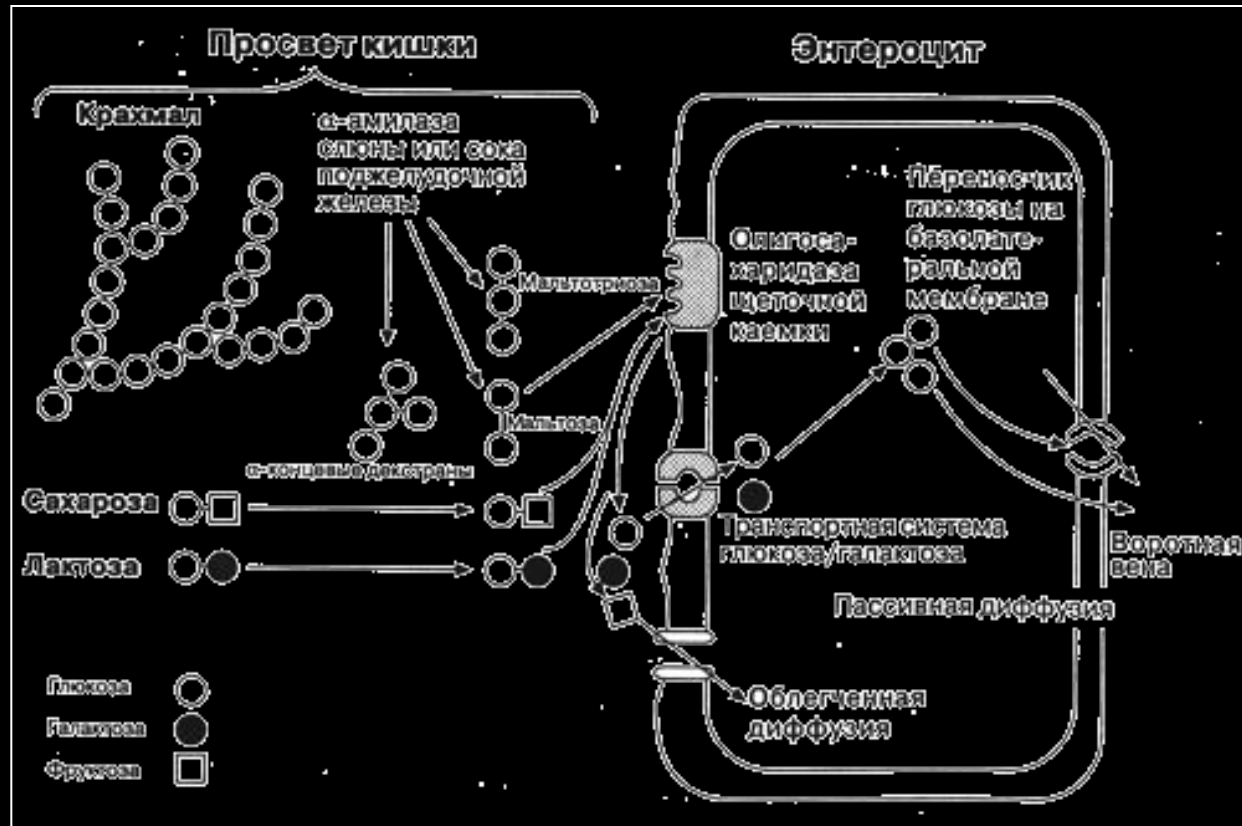 Просвет кишки
Энтероцит
Крахмал
α-амилаза
слюны или сока
поджелудочной
железы
Мальтотриоза
Мальтоза
α-концевые декстраны
Сахароза
Лактоза
Олигоса-
харидаза
щеточной
каемки
Переносчик
глюкозы на
базолате-
ральной
мембране
Транспортная система
глюкоза/галактоза
Воротная
вена
Пассивная диффузия
Облегченная
диффузия
Глюкоза
Галактоза
Фруктоза